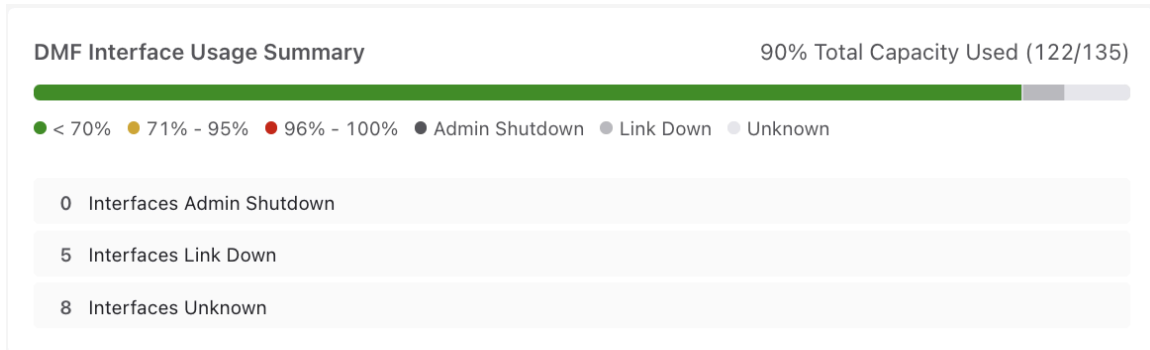 DMF Interface Usage Summary 90% Total Capacity Used (122/135)
< 70% 71% - 95% 96% - 100% Admin Shutdown Link Down Unknown
0 Interfaces Admin Shutdown
5 Interfaces Link Down
8 Interfaces Unknown